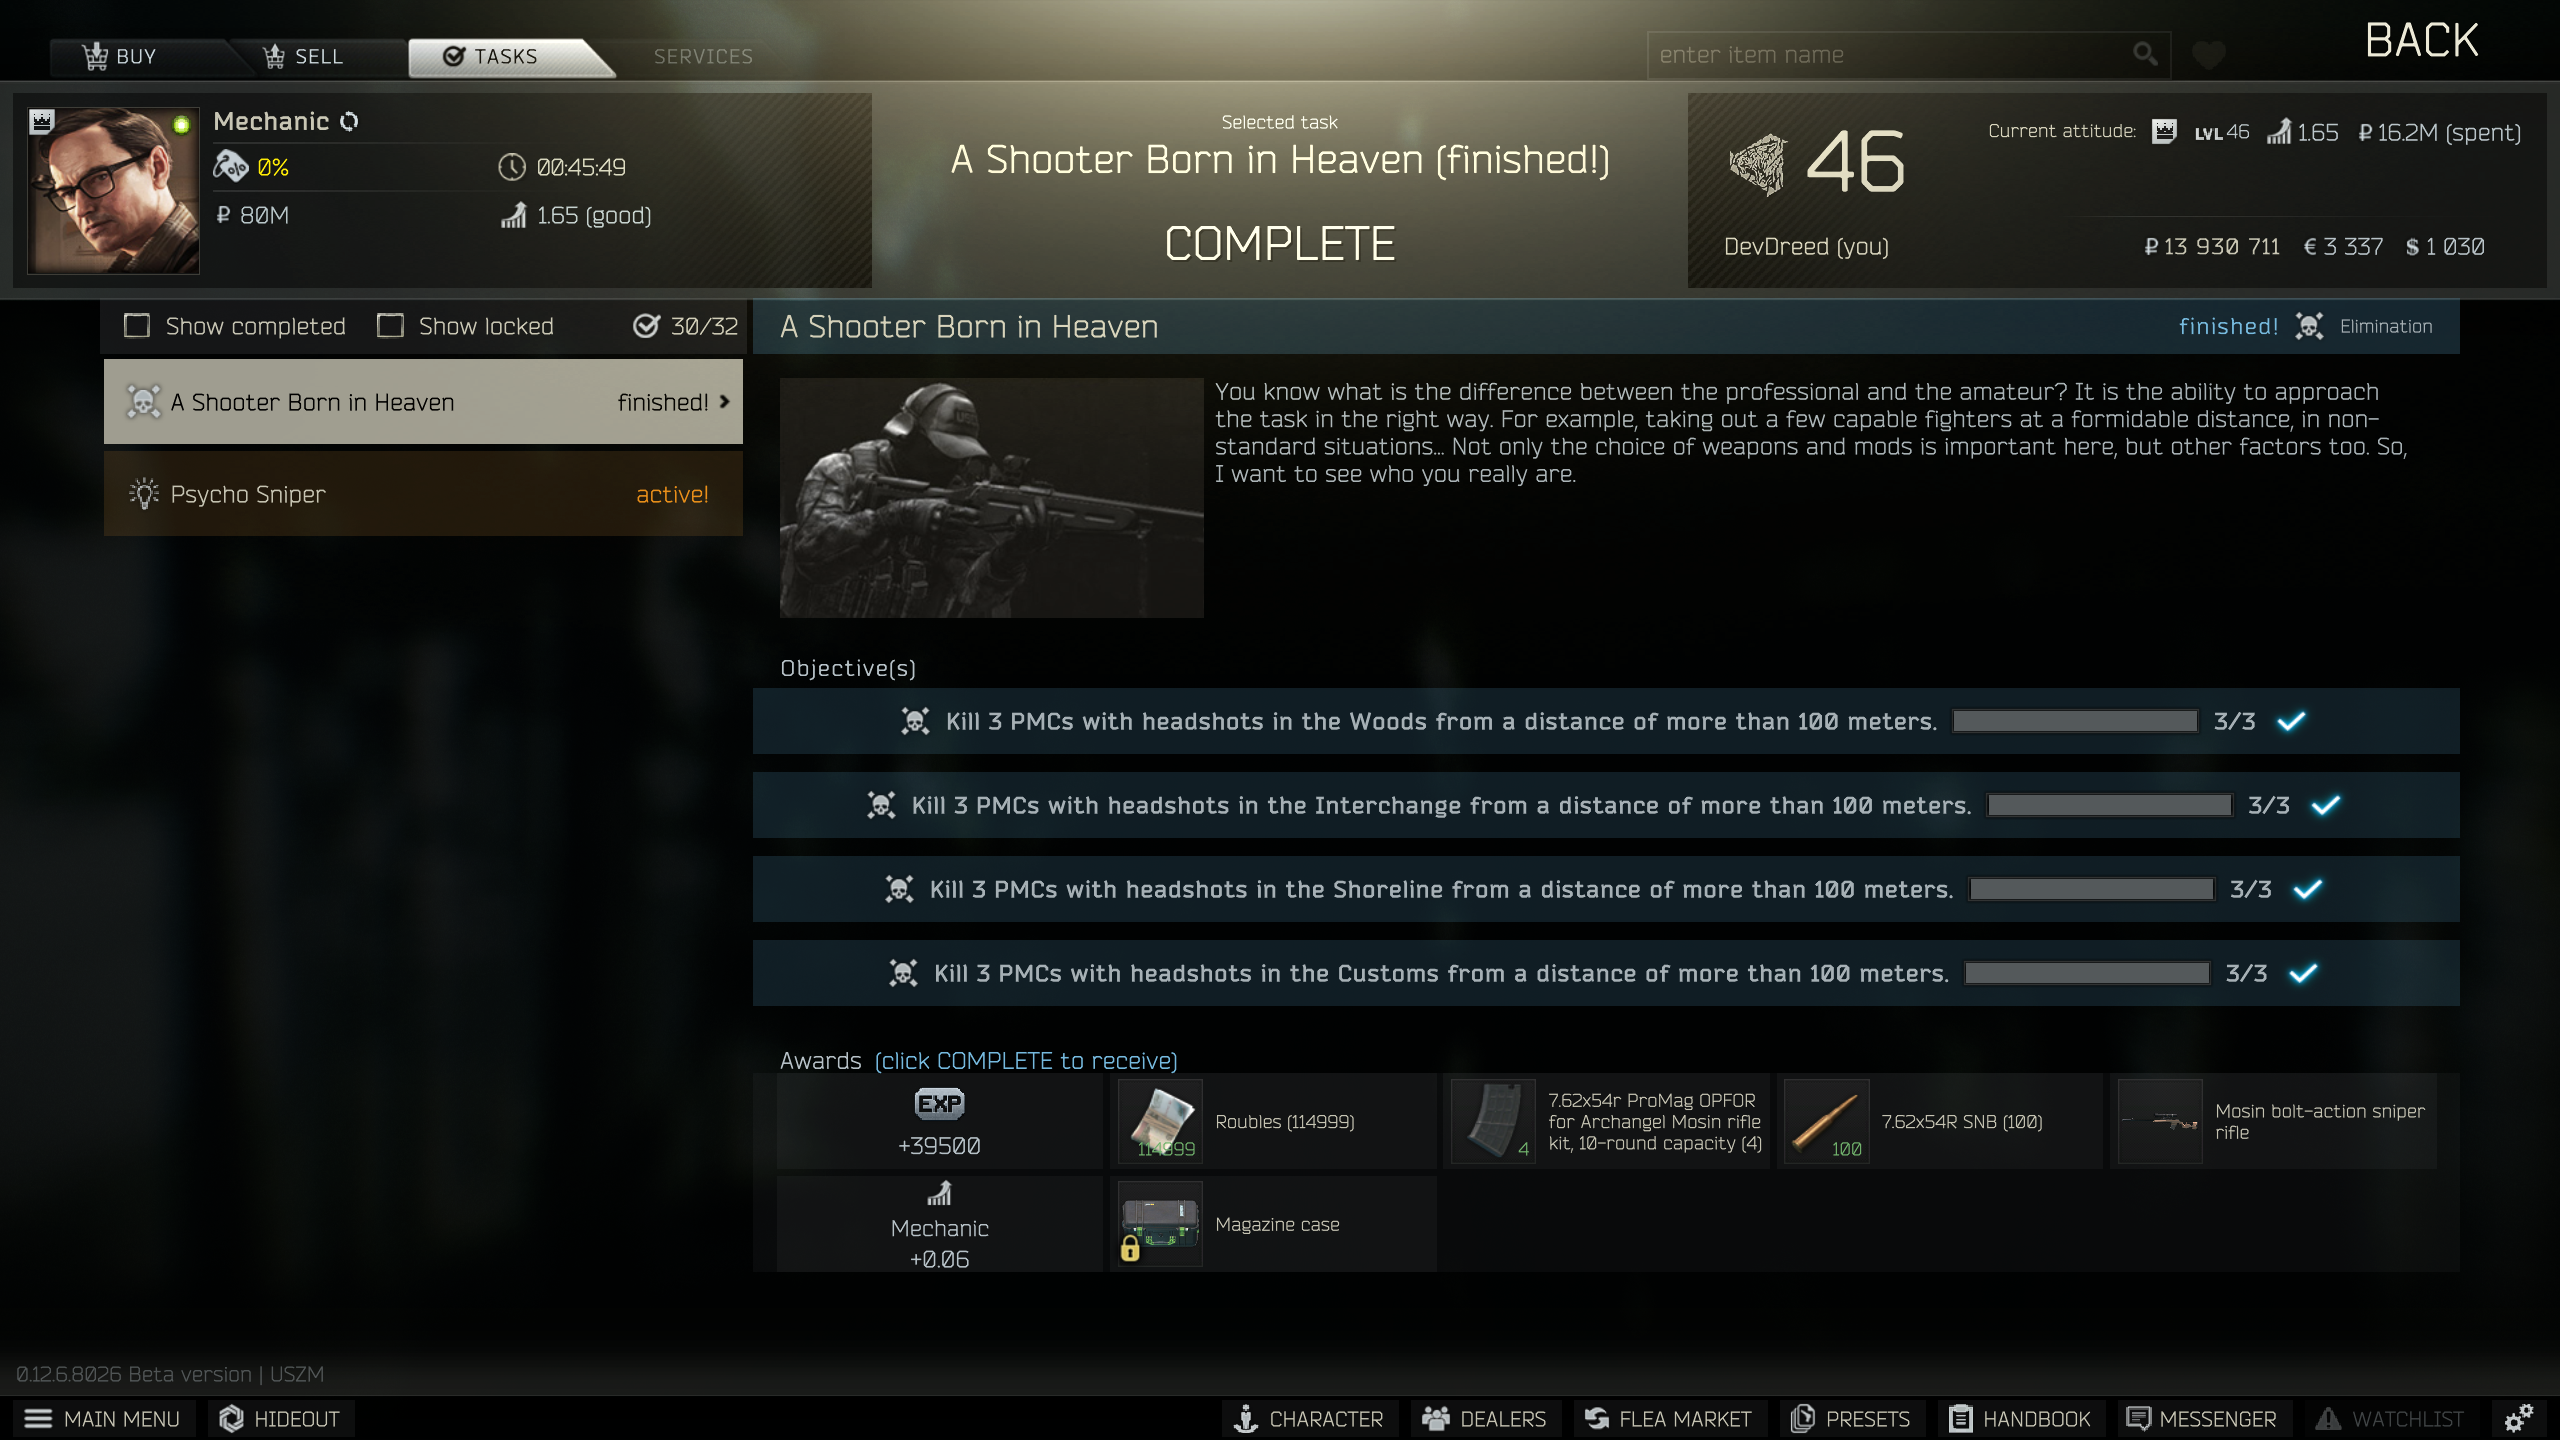 BUY
SELL
TASKS
SERVICES
enter item name
BACK
Mechanic
0%
00:45:49
₽ 80M
1.65 (good)
Selected task
A Shooter Born in Heaven (finished!)
COMPLETE
46
DevDreed (you)
Current attitude: LVL 46 1.65 ₽ 16.2M (spent)
₽ 13 930 711 € 3 337 $ 1 030
Show completed
Show locked
30/32
A Shooter Born in Heaven finished!
Psycho Sniper active!
A Shooter Born in Heaven
finished! Elimination
You know what is the difference between the professional and the amateur? It is the ability to approach
the task in the right way. For example, taking out a few capable fighters at a formidable distance, in non-
standard situations... Not only the choice of weapons and mods is important here, but other factors too. So,
I want to see who you really are.
Objective(s)
Kill 3 PMCs with headshots in the Woods from a distance of more than 100 meters. 3/3
Kill 3 PMCs with headshots in the Interchange from a distance of more than 100 meters. 3/3
Kill 3 PMCs with headshots in the Shoreline from a distance of more than 100 meters. 3/3
Kill 3 PMCs with headshots in the Customs from a distance of more than 100 meters. 3/3
Awards (click COMPLETE to receive)
EXP
+39500
114999
Roubles (114999)
4
7.62x54r ProMag OPFOR
for Archangel Mosin rifle
kit, 10-round capacity (4)
100
7.62x54R SNB (100)
Mosin bolt-action sniper
rifle
Mechanic
+0.06
Magazine case
0.12.6.8026 Beta version | USZM
MAIN MENU
HIDEOUT
CHARACTER
DEALERS
FLEA MARKET
PRESETS
HANDBOOK
MESSENGER
WATCHLIST